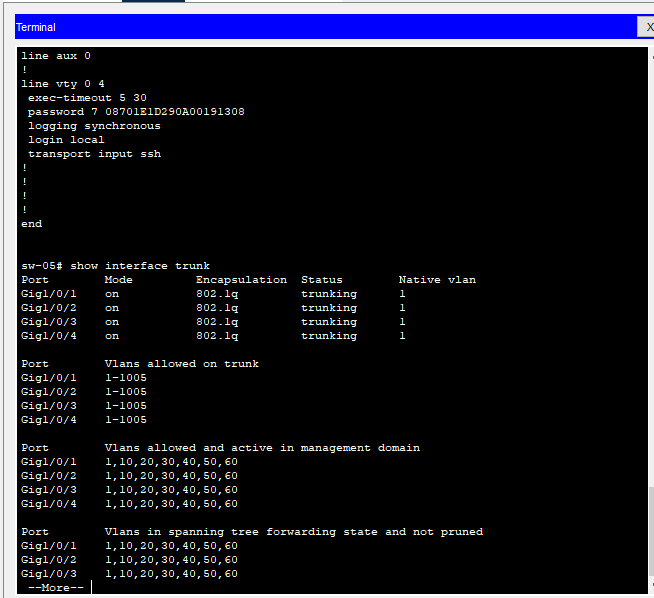 Terminal
X
line aux 0
!
line vty 0 4
exec-timeout 5 30
password 7 08701E1D290A00191308
logging synchronous
login local
transport input ssh
!
!
!
!
end
sw-05# show interface trunk
Port Mode Encapsulation Status Native vlan
Gig1/0/1 on 802.1q trunking 1
Gig1/0/2 on 802.1q trunking 1
Gig1/0/3 on 802.1q trunking 1
Gig1/0/4 on 802.1q trunking 1
Port Vlans allowed on trunk
Gig1/0/1 1-1005
Gig1/0/2 1-1005
Gig1/0/3 1-1005
Gig1/0/4 1-1005
Port Vlans allowed and active in management domain
Gig1/0/1 1,10,20,30,40,50,60
Gig1/0/2 1,10,20,30,40,50,60
Gig1/0/3 1,10,20,30,40,50,60
Gig1/0/4 1,10,20,30,40,50,60
Port Vlans in spanning tree forwarding state and not pruned
Gig1/0/1 1,10,20,30,40,50,60
Gig1/0/2 1,10,20,30,40,50,60
Gig1/0/3 1,10,20,30,40,50,60
--More--